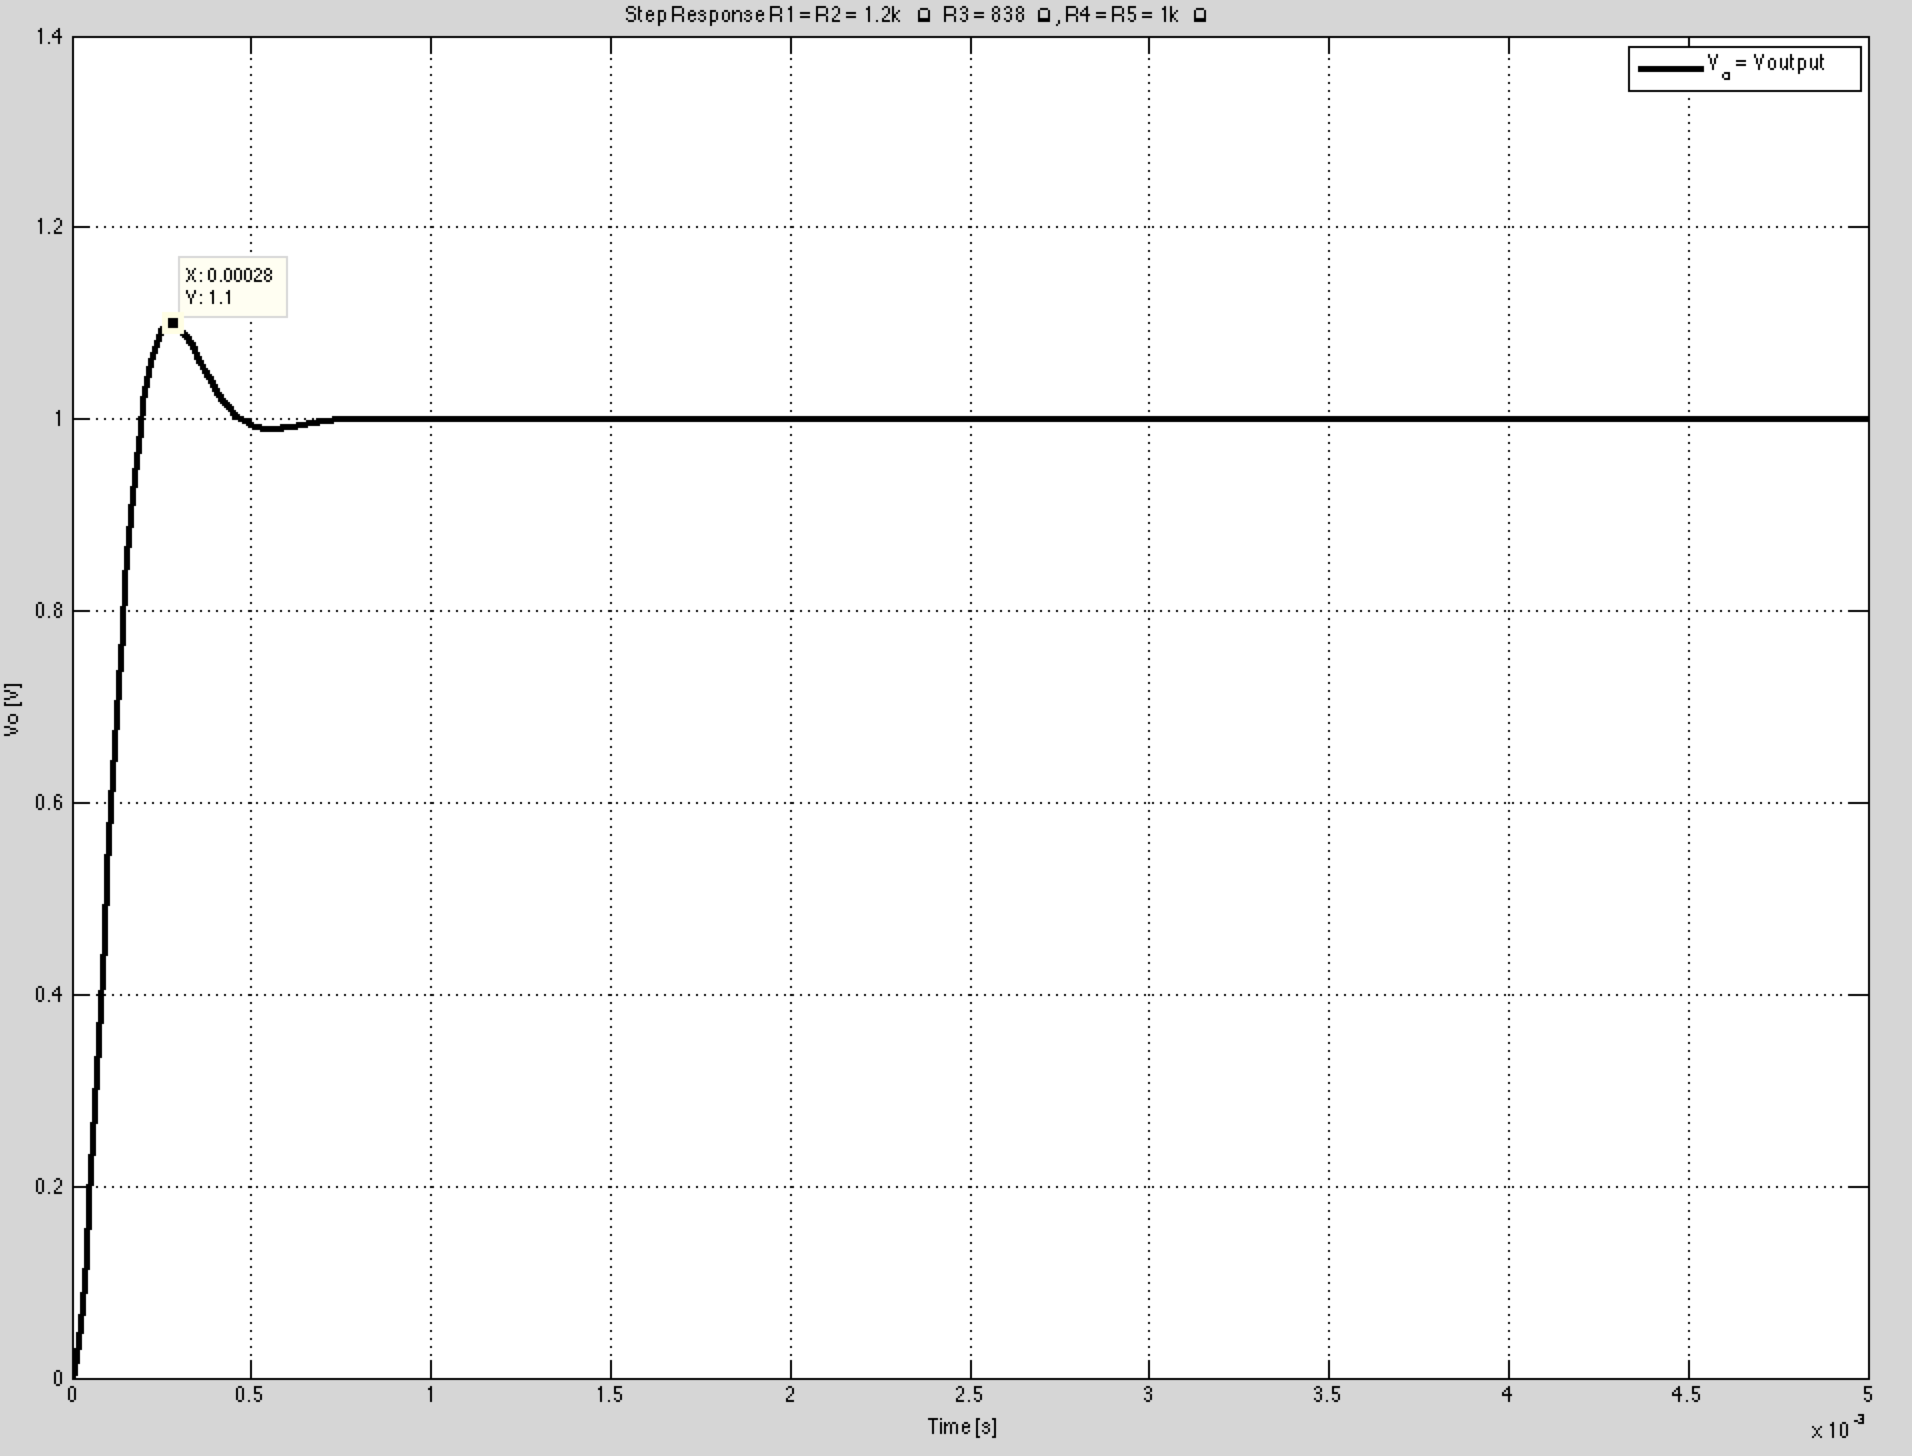 Step Response R1 = R2 = 1.2k □ R3 = 838 □, R4 = R5 = 1k □
1.4
1.2
1
0.8
0.6
0.4
0.2
0
V_a = Voutput
X: 0.00028
Y: 1.1
Vo [V]
0 0.5 1 1.5 2 2.5 3 3.5 4 4.5 5
Time [s]
x 10^-3